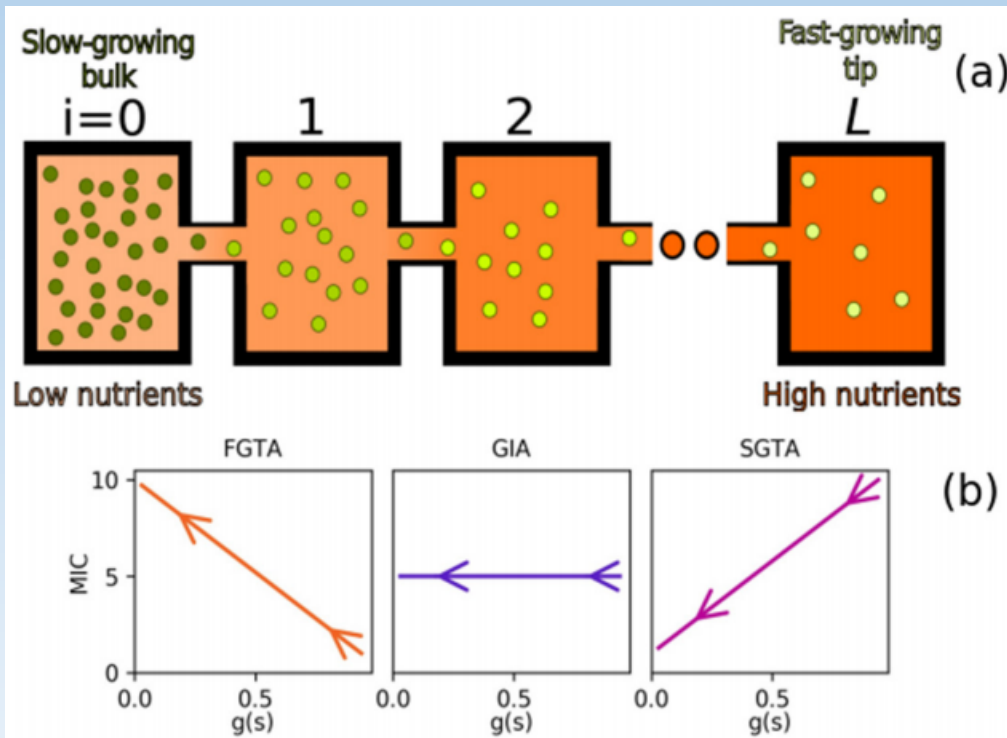 Slow-growing
bulk
Fast-growing
tip
(a)
i=0 1 2 L
Low nutrients High nutrients
FGTA GIA SGTA
(b)
10
5
0
MIC
0.0 0.5 0.0 0.5 0.0 0.5
g(s) g(s) g(s)